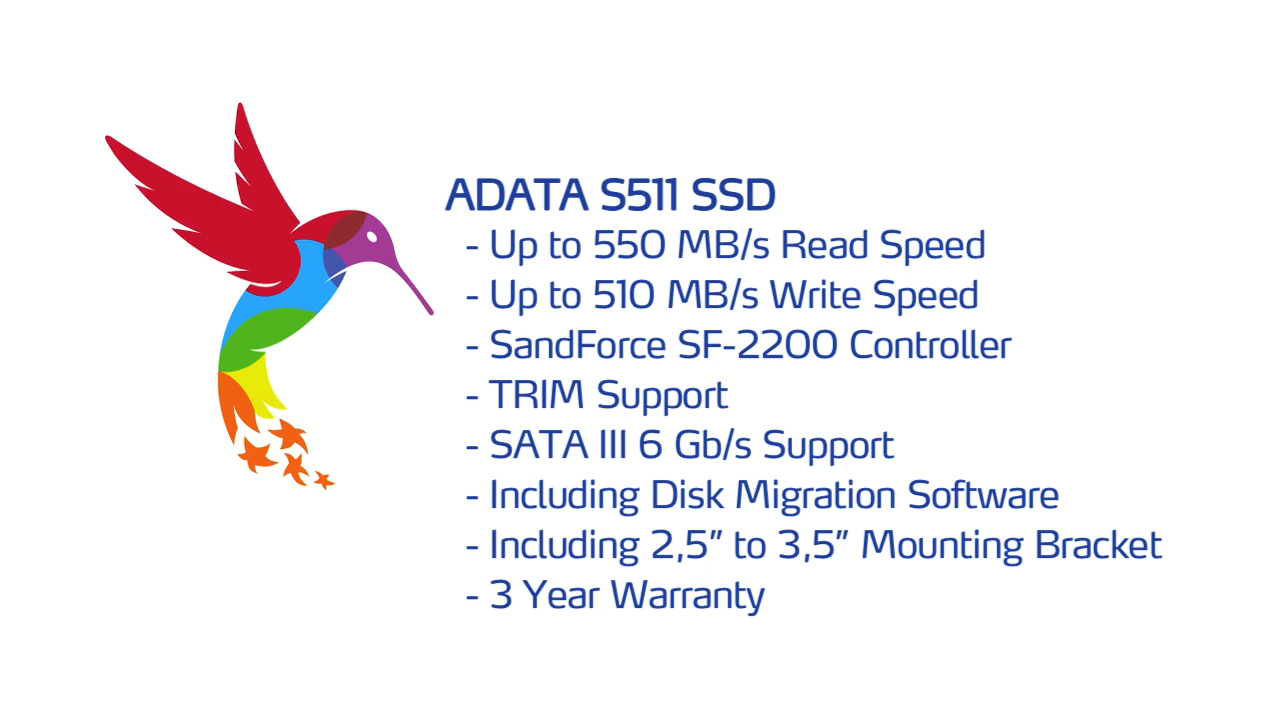 ADATA S511 SSD
- Up to 550 MB/s Read Speed
- Up to 510 MB/s Write Speed
- SandForce SF-2200 Controller
- TRIM Support
- SATA III 6 Gb/s Support
- Including Disk Migration Software
- Including 2,5” to 3,5” Mounting Bracket
- 3 Year Warranty